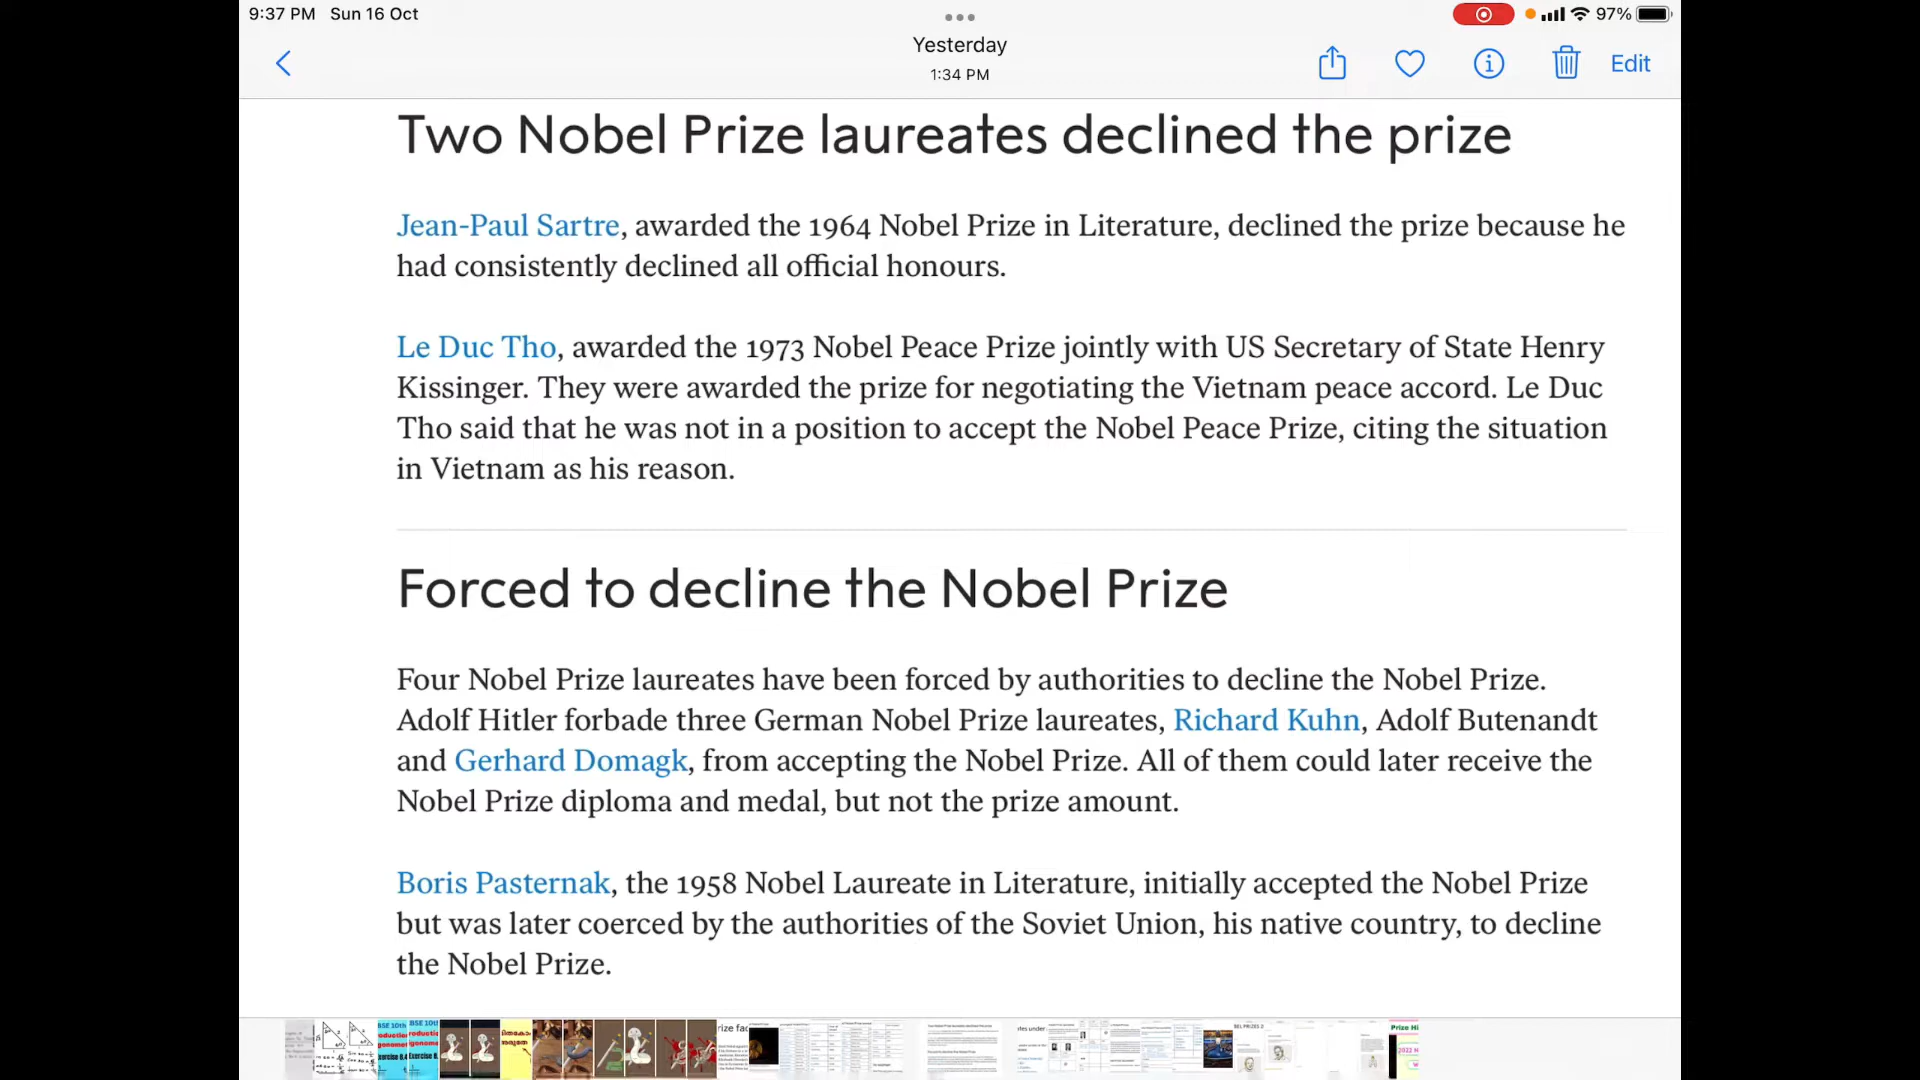 9:37 PM Sun 16 Oct
97%
Yesterday
1:34 PM
Edit
Two Nobel Prize laureates declined the prize
Jean-Paul Sartre, awarded the 1964 Nobel Prize in Literature, declined the prize because he
had consistently declined all official honours.
Le Duc Tho, awarded the 1973 Nobel Peace Prize jointly with US Secretary of State Henry
Kissinger. They were awarded the prize for negotiating the Vietnam peace accord. Le Duc
Tho said that he was not in a position to accept the Nobel Peace Prize, citing the situation
in Vietnam as his reason.
Forced to decline the Nobel Prize
Four Nobel Prize laureates have been forced by authorities to decline the Nobel Prize.
Adolf Hitler forbade three German Nobel Prize laureates, Richard Kuhn, Adolf Butenandt
and Gerhard Domagk, from accepting the Nobel Prize. All of them could later receive the
Nobel Prize diploma and medal, but not the prize amount.
Boris Pasternak, the 1958 Nobel Laureate in Literature, initially accepted the Nobel Prize
but was later coerced by the authorities of the Soviet Union, his native country, to decline
the Nobel Prize.